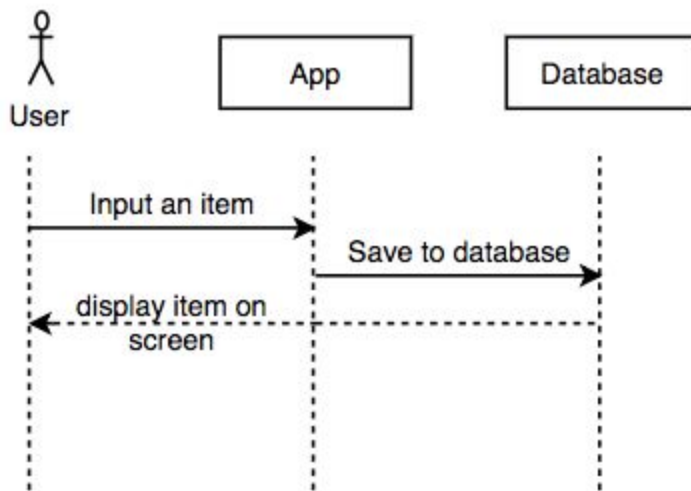 App
Database
User
Input an item
Save to database
display item on
screen